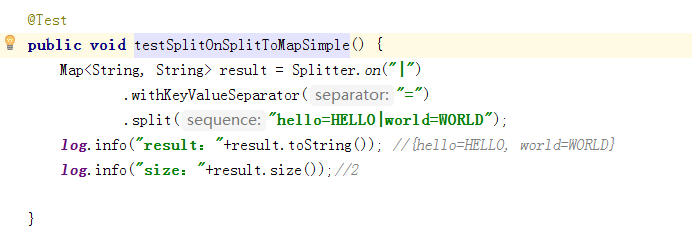 @Test
public void testSplitOnSplitToMapSimple() {
Map<String, String> result = Splitter.on("|")
.withKeyValueSeparator( separator: "=")
.split( sequence: "hello=HELLO|world=WORLD");
log.info("result: "+result.toString()); //{hello=HELLO, world=WORLD}
log.info("size: "+result.size());//2
}